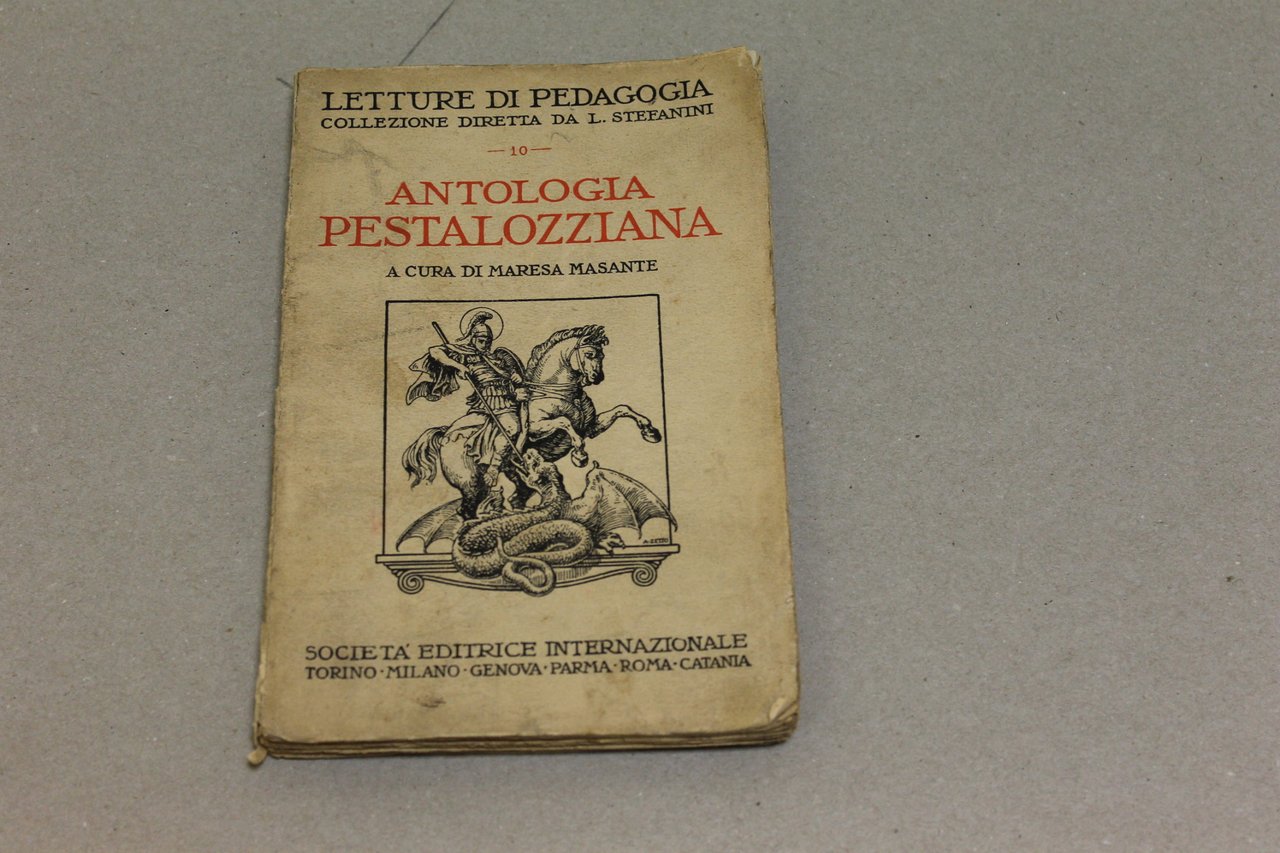 LETTURE DI PEDAGOGIA
COLLEZIONE DIRETTA DA L. STEFANINI
— 10 —
ANTOLOGIA
PESTALOZZIANA
A CURA DI MARESA MASANTE
SOCIETA' EDITRICE INTERNAZIONALE
TORINO · MILANO · GENOVA · PARMA · ROMA · CATANIA